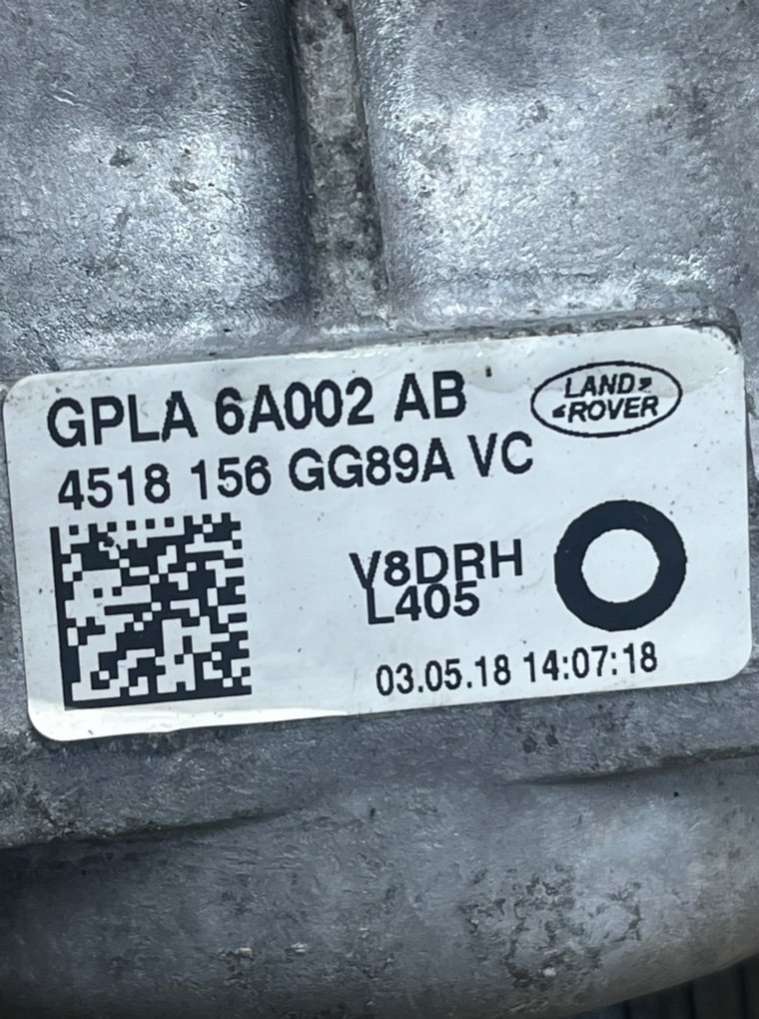 GPLA 6A002 AB
LAND
ROVER
4518 156 GG89A VC
V8DRH
L405
03.05.18 14:07:18